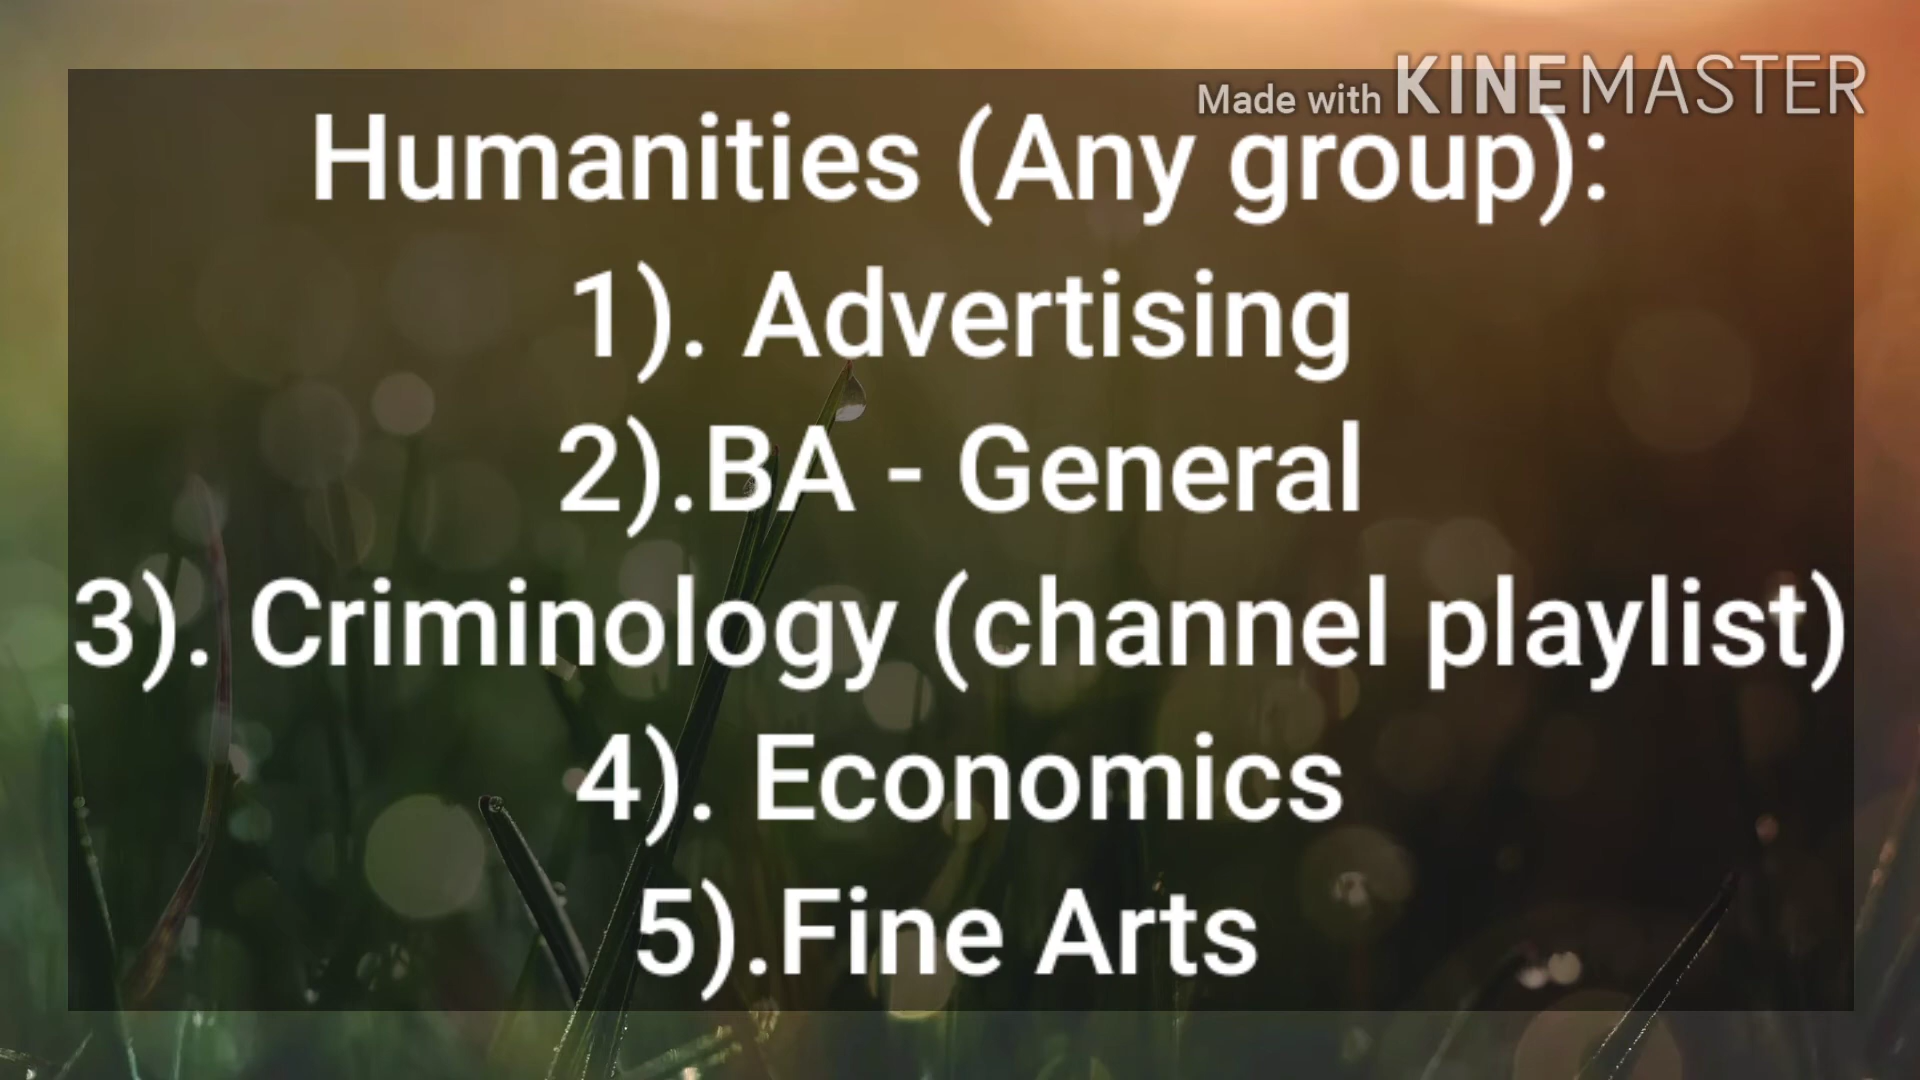 Made with KINEMASTER
Humanities (Any group):
1). Advertising
2).BA - General
3). Criminology (channel playlist)
4). Economics
5).Fine Arts